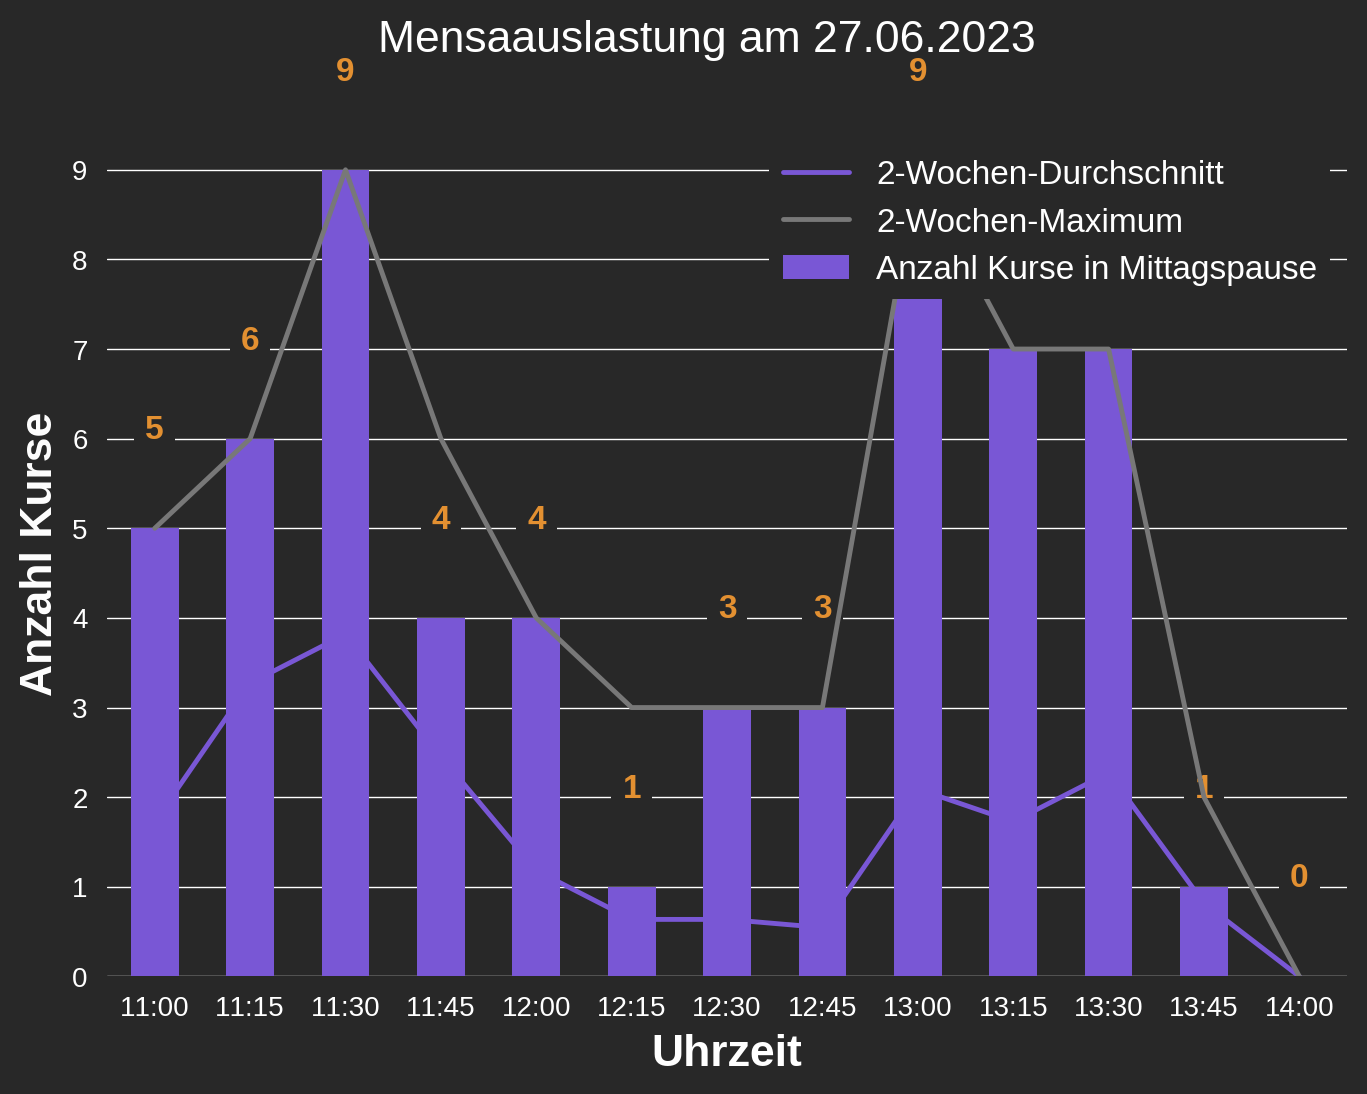 Mensaauslastung am 27.06.2023
9 9
2-Wochen-Durchschnitt
2-Wochen-Maximum
Anzahl Kurse in Mittagspause
9
8
7
6
5
4
3
2
1
0
6
5
4 4
3 3
1 1
0
Anzahl Kurse
11:00 11:15 11:30 11:45 12:00 12:15 12:30 12:45 13:00 13:15 13:30 13:45 14:00
Uhrzeit